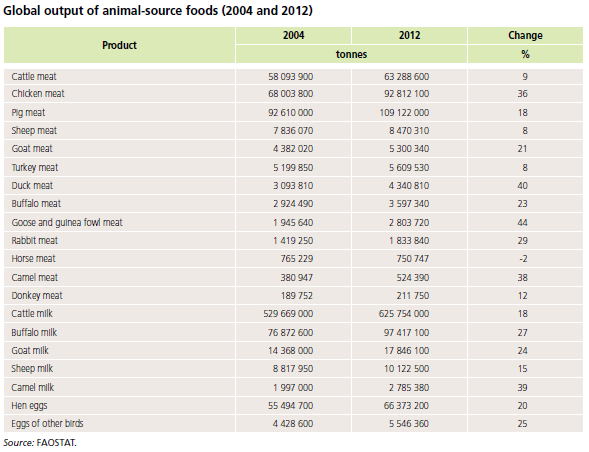 Global output of animal-source foods (2004 and 2012)
Product 2004 2012 Change
tonnes %
Cattle meat 58 093 900 63 288 600 9
Chicken meat 68 003 800 92 812 100 36
Pig meat 92 610 000 109 122 000 18
Sheep meat 7 836 070 8 470 310 8
Goat meat 4 382 020 5 300 340 21
Turkey meat 5 199 850 5 609 530 8
Duck meat 3 093 810 4 340 810 40
Buffalo meat 2 924 490 3 597 340 23
Goose and guinea fowl meat 1 945 640 2 803 720 44
Rabbit meat 1 419 250 1 833 840 29
Horse meat 765 229 750 747 -2
Camel meat 380 947 524 390 38
Donkey meat 189 752 211 750 12
Cattle milk 529 669 000 625 754 000 18
Buffalo milk 76 872 600 97 417 100 27
Goat milk 14 368 000 17 846 100 24
Sheep milk 8 817 950 10 122 500 15
Camel milk 1 997 000 2 785 380 39
Hen eggs 55 494 700 66 373 200 20
Eggs of other birds 4 428 600 5 546 360 25
Source: FAOSTAT.